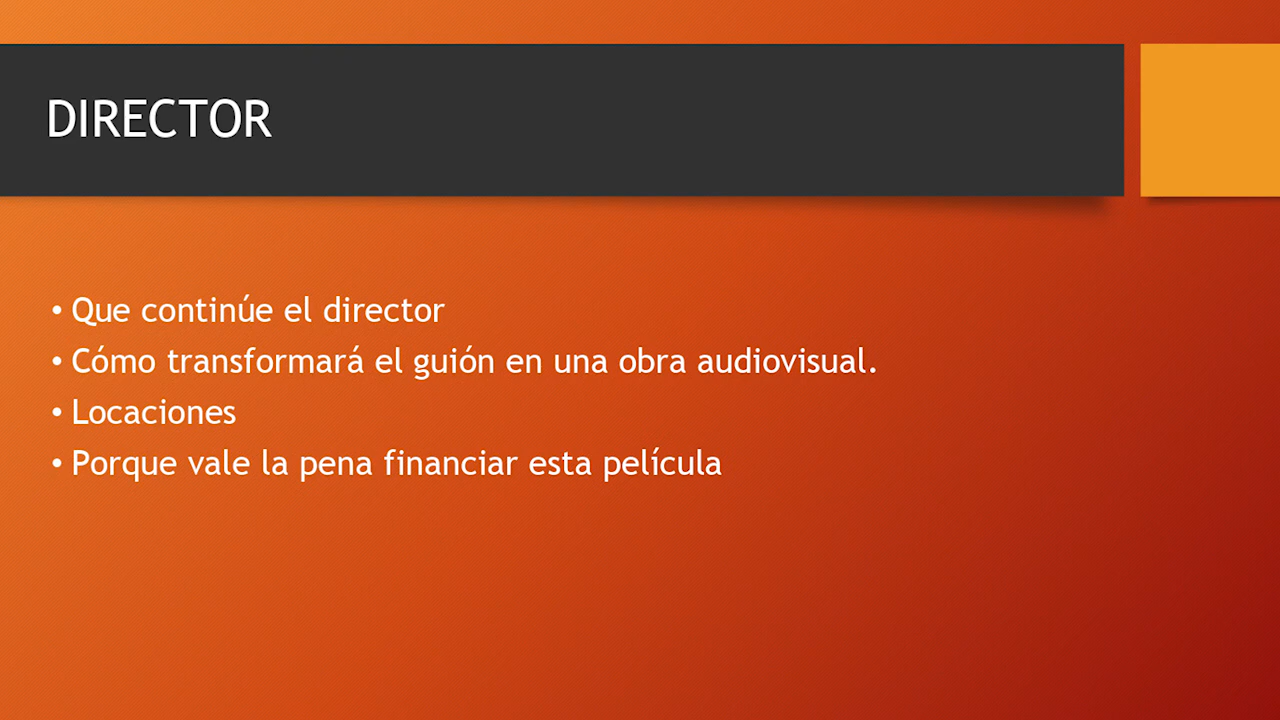 DIRECTOR
• Que continúe el director
• Cómo transformará el guión en una obra audiovisual.
• Locaciones
• Porque vale la pena financiar esta película